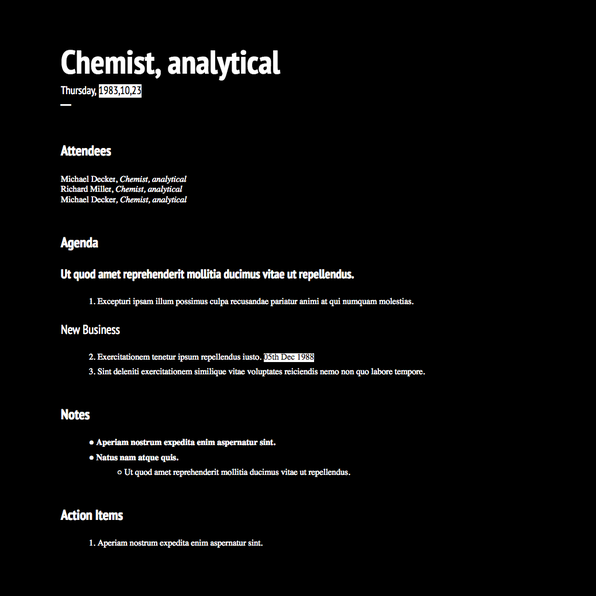 Chemist, analytical
Thursday, 1983,10,23
Attendees
Michael Decker, Chemist, analytical
Richard Miller, Chemist, analytical
Michael Decker, Chemist, analytical
Agenda
Ut quod amet reprehenderit mollitia ducimus vitae ut repellendus.
1. Excepturi ipsam illum possimus culpa recusandae pariatur animi at qui numquam molestias.
New Business
2. Exercitationem tenetur ipsum repellendus iusto. 05th Dec 1988
3. Sint deleniti exercitationem similique vitae voluptates reiciendis nemo non quo labore tempore.
Notes
● Aperiam nostrum expedita enim aspernatur sint.
● Natus nam atque quis.
○ Ut quod amet reprehenderit mollitia ducimus vitae ut repellendus.
Action Items
1. Aperiam nostrum expedita enim aspernatur sint.